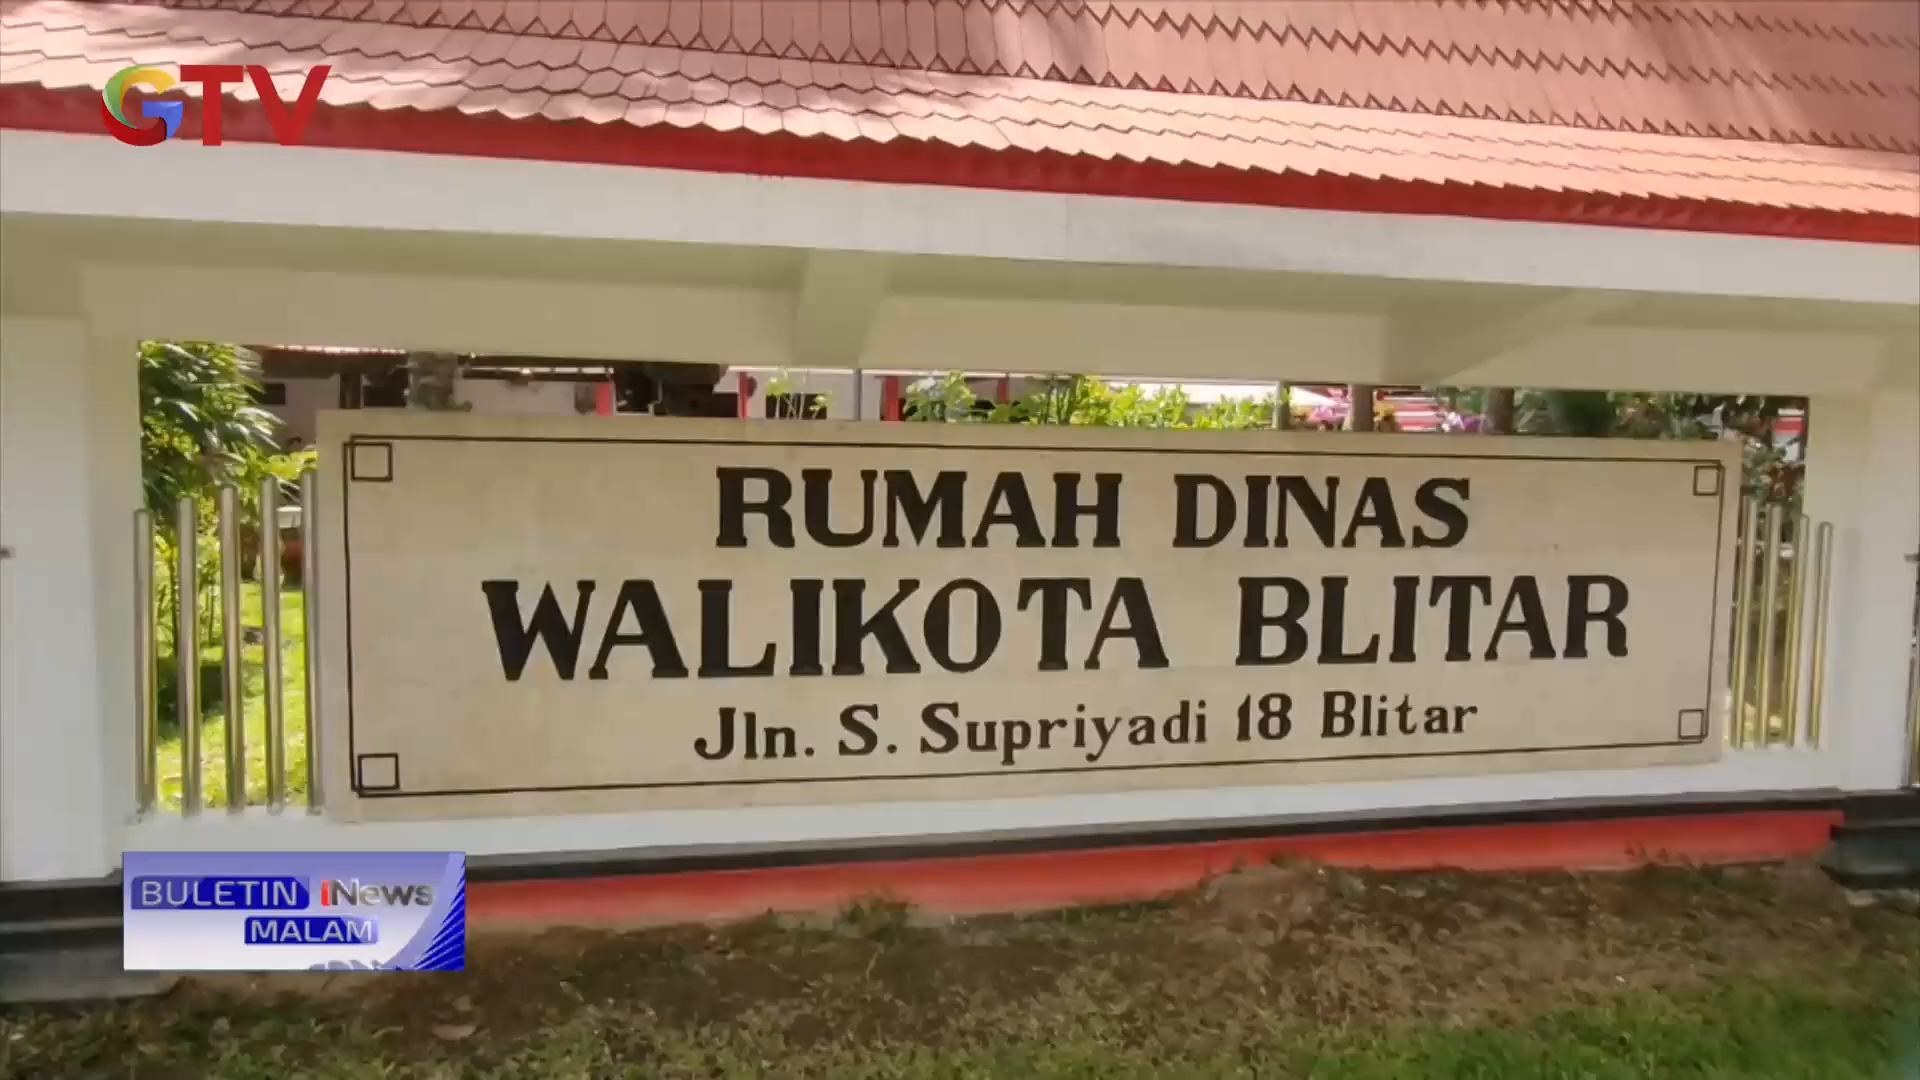 GTV
RUMAH DINAS
WALIKOTA BLITAR
Jln. S. Supriyadi 18 Blitar
BULETIN iNEWS
MALAM